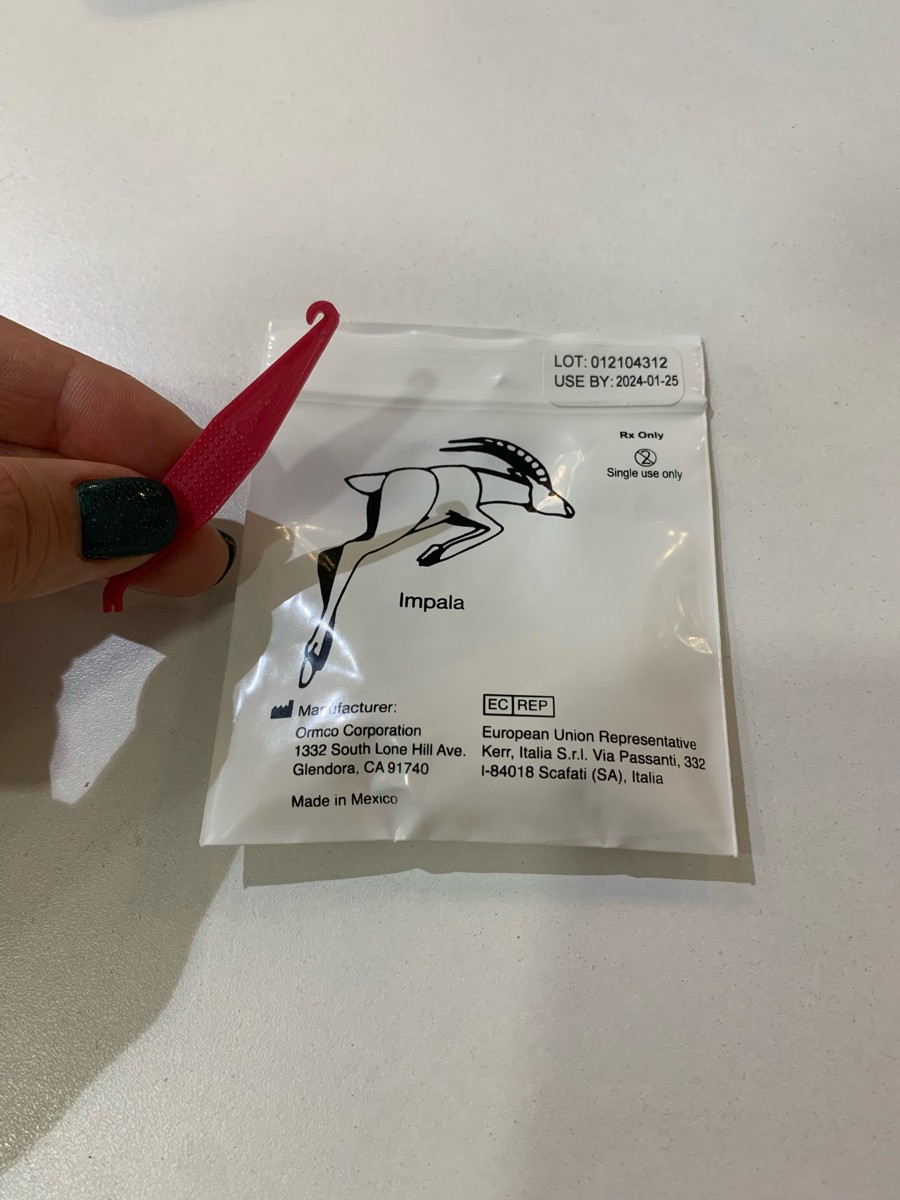 LOT: 012104312
USE BY: 2024-01-25
Rx Only
2
Single use only
Impala
Manufacturer:
Ormco Corporation
1332 South Lone Hill Ave.
Glendora, CA 91740
Made in Mexico
EC REP
European Union Representative
Kerr, Italia S.r.l. Via Passanti, 332
I-84018 Scafati (SA), Italia